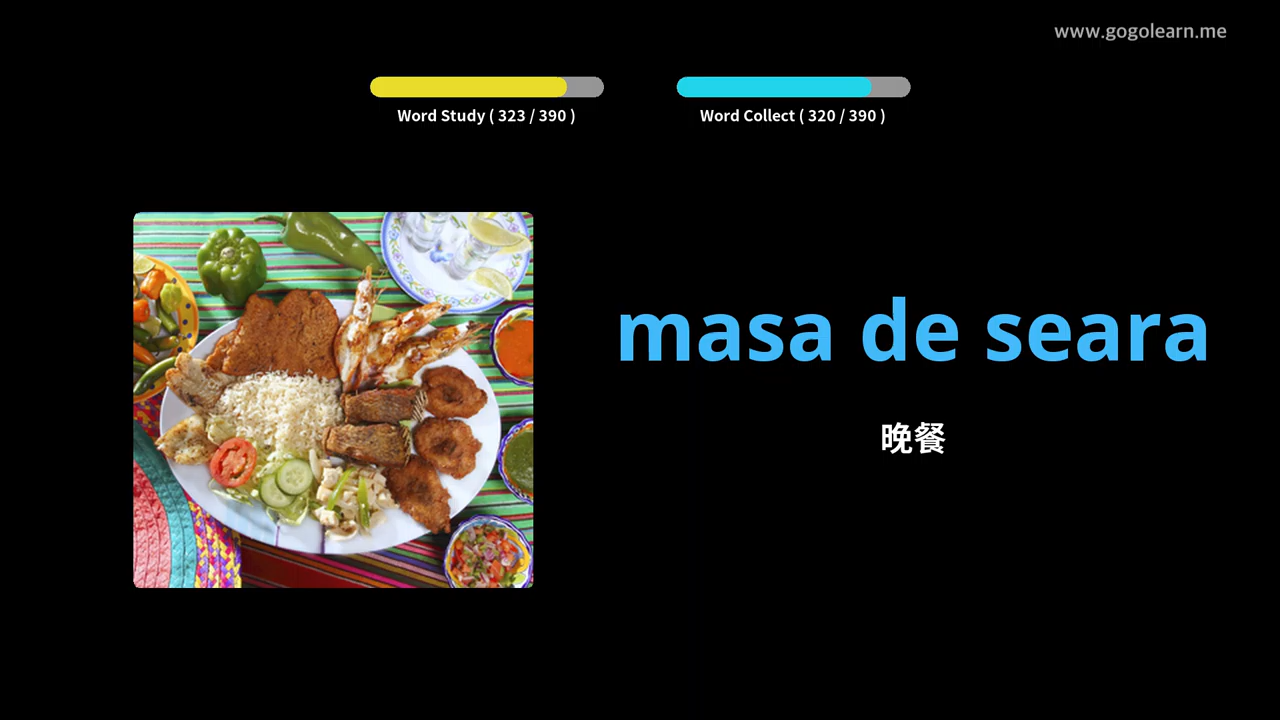 www.gogolearn.me
Word Study ( 323 / 390 )
Word Collect ( 320 / 390 )
masa de seara
晚餐